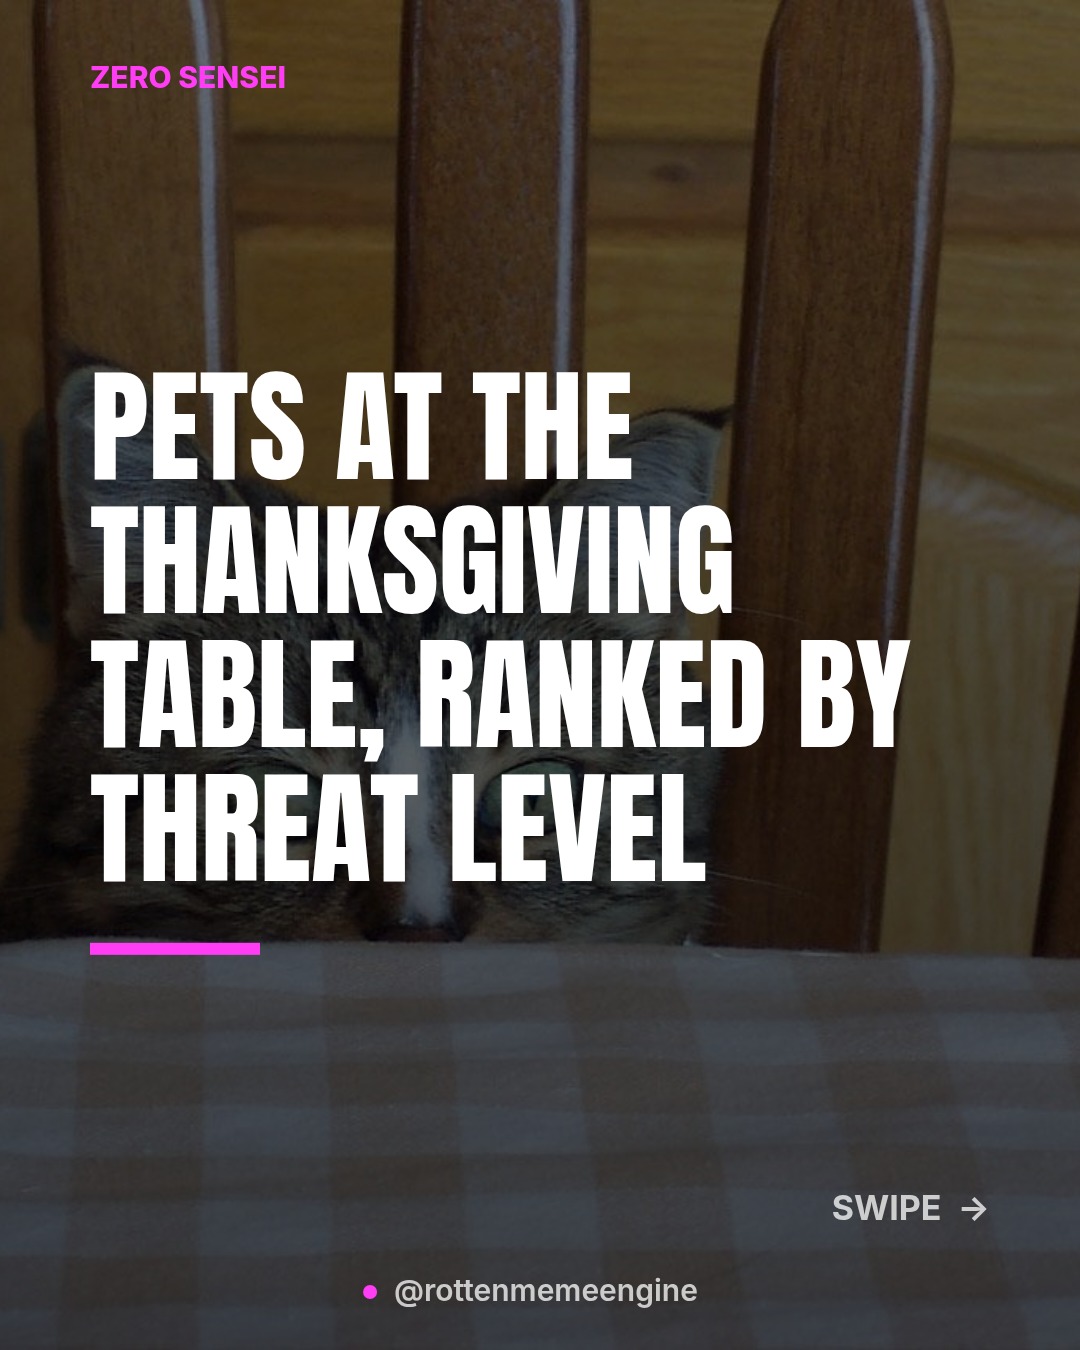 ZERO SENSEI
PETS AT THE
THANKSGIVING
TABLE, RANKED BY
THREAT LEVEL
SWIPE →
@rottenmemeengine